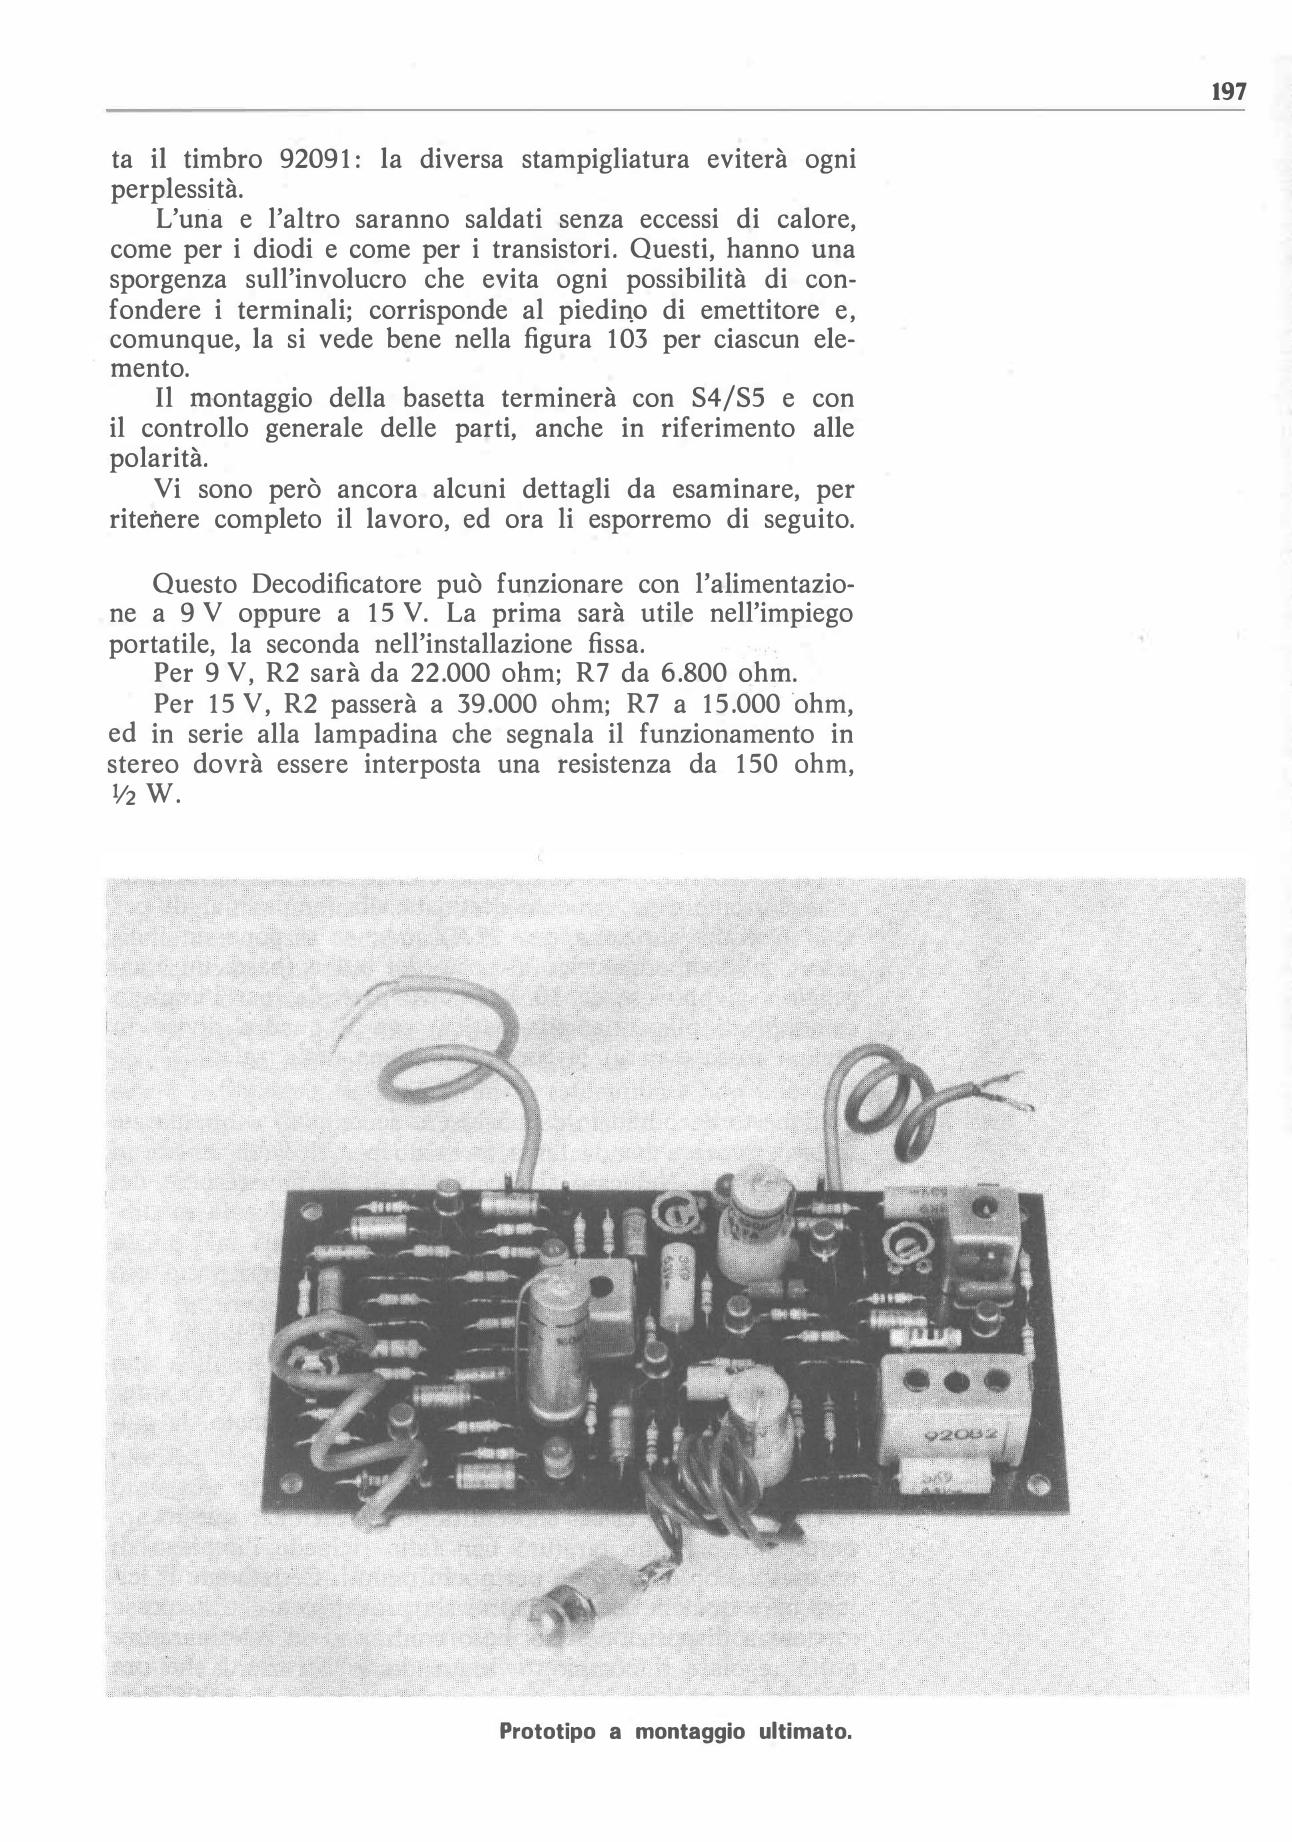 197
ta il timbro 92091: la diversa stampigliatura eviterà ogni
perplessità.
L'una e l'altro saranno saldati senza eccessi di calore,
come per i diodi e come per i transistori. Questi, hanno una
sporgenza sull'involucro che evita ogni possibilità di con-
fondere i terminali; corrisponde al piedino di emettitore e,
comunque, la si vede bene nella figura 103 per ciascun ele-
mento.
Il montaggio della basetta terminerà con S4/S5 e con
il controllo generale delle parti, anche in riferimento alle
polarità.
Vi sono però ancora alcuni dettagli da esaminare, per
ritenere completo il lavoro, ed ora li esporremo di seguito.
Questo Decodificatore può funzionare con l'alimentazio-
ne a 9 V oppure a 15 V. La prima sarà utile nell'impiego
portatile, la seconda nell'installazione fissa.
Per 9 V, R2 sarà da 22.000 ohm; R7 da 6.800 ohm.
Per 15 V, R2 passerà a 39.000 ohm; R7 a 15.000 ohm,
ed in serie alla lampadina che segnala il funzionamento in
stereo dovrà essere interposta una resistenza da 150 ohm,
½ W.
92082
Prototipo a montaggio ultimato.